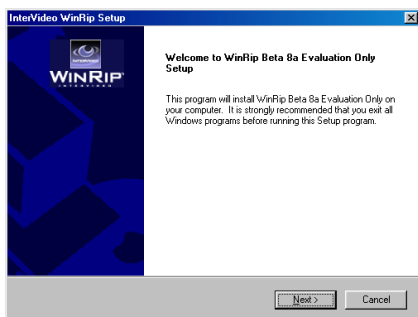 InterVideo WinRip Setup
INTERVIDEO
WINRIP
INTERVIDEO
Welcome to WinRip Beta 8a Evaluation Only
Setup
This program will install WinRip Beta 8a Evaluation Only on
your computer. It is strongly recommended that you exit all
Windows programs before running this Setup program.
Next >
Cancel